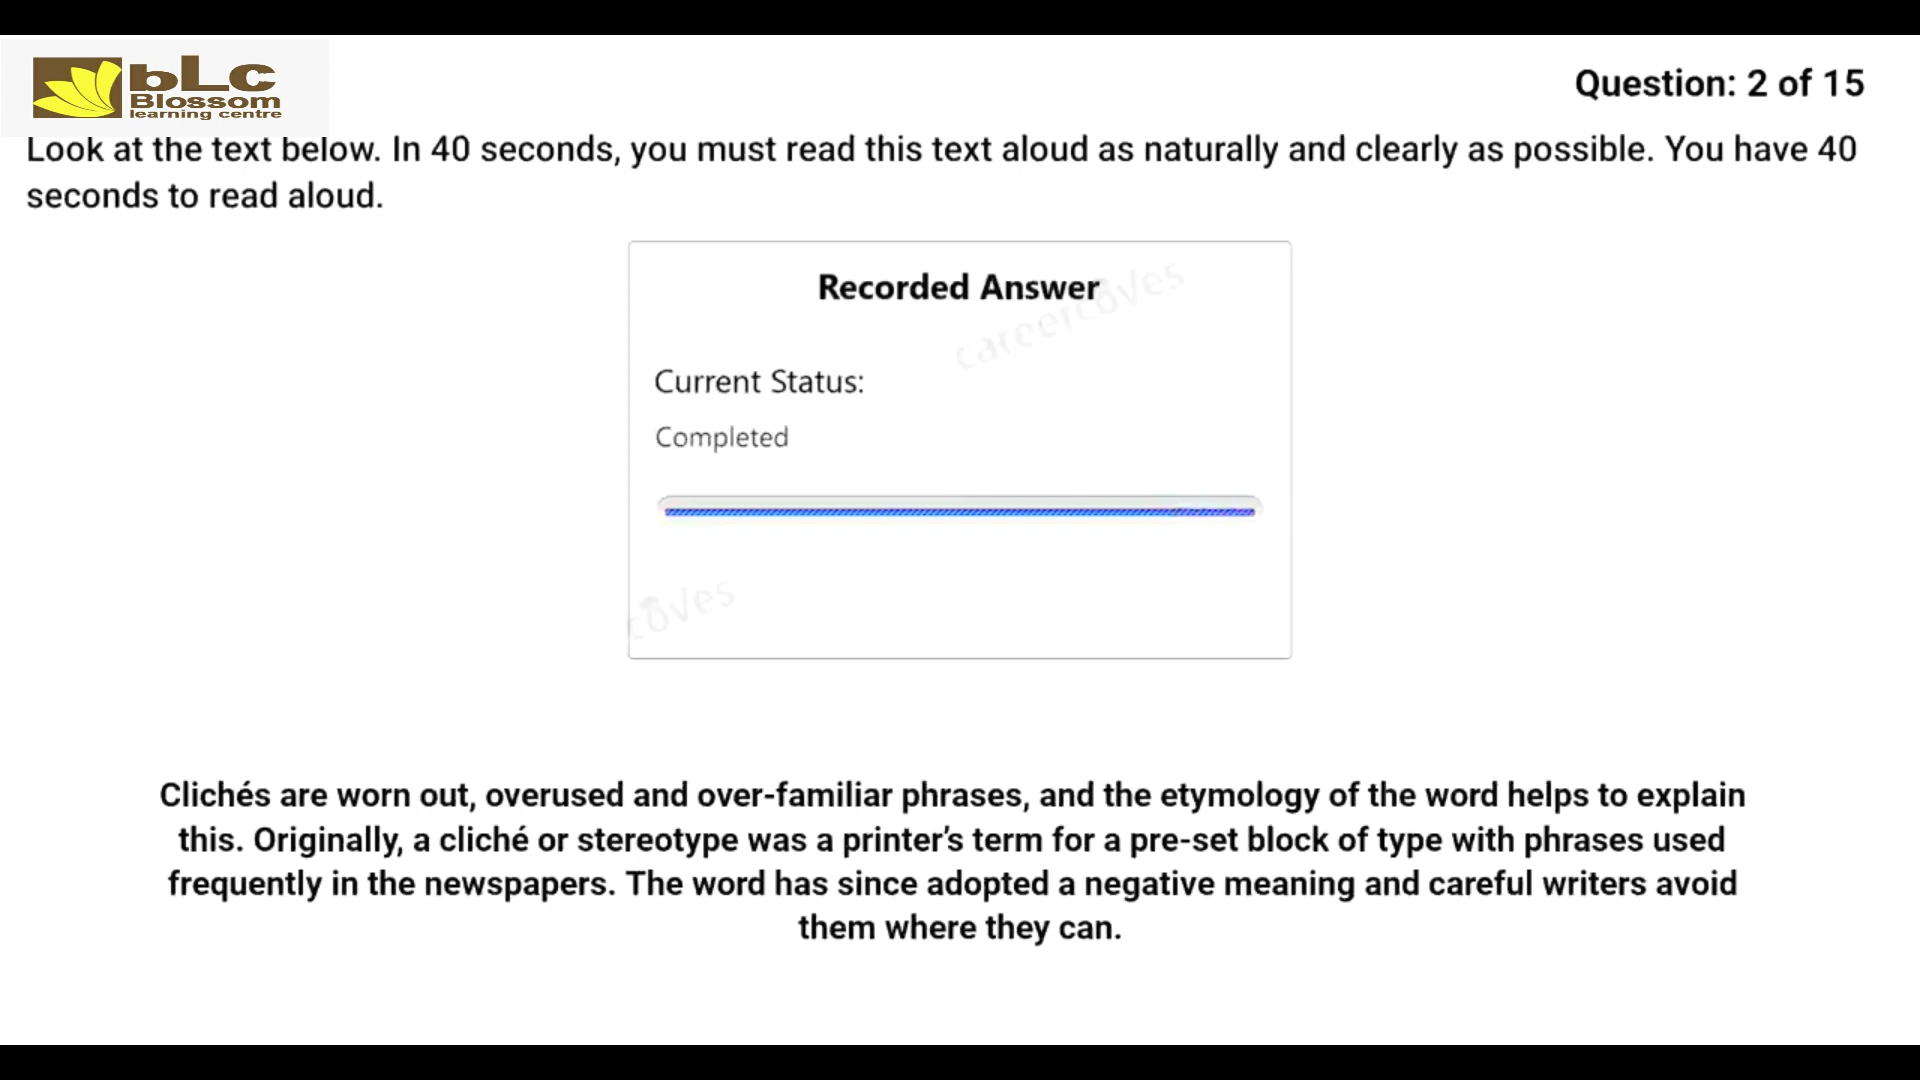 bLC
Blossom
learning centre
Question: 2 of 15
Look at the text below. In 40 seconds, you must read this text aloud as naturally and clearly as possible. You have 40
seconds to read aloud.
Recorded Answer
careercoves
Current Status:
Completed
coves
Clichés are worn out, overused and over-familiar phrases, and the etymology of the word helps to explain
this. Originally, a cliché or stereotype was a printer’s term for a pre-set block of type with phrases used
frequently in the newspapers. The word has since adopted a negative meaning and careful writers avoid
them where they can.